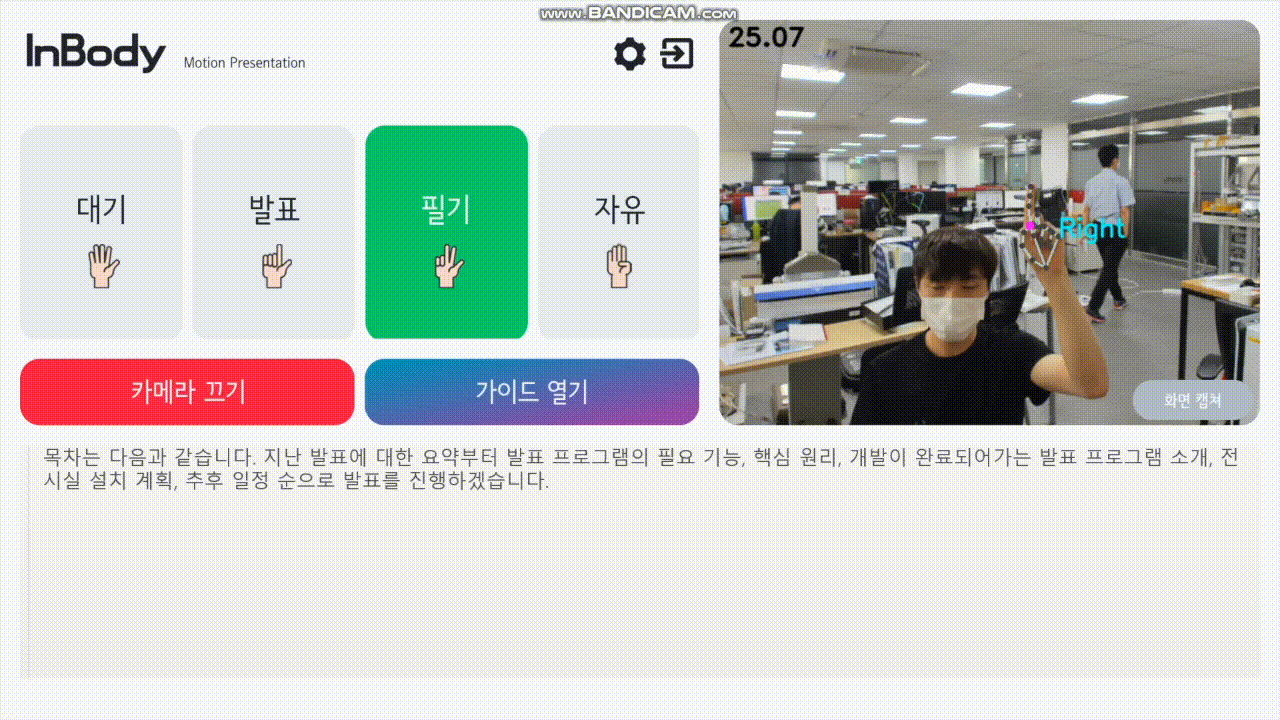 www.BANDICAM.com
InBody
Motion Presentation
25.07
대기
발표
필기
자유
Right
카메라 끄기
가이드 열기
화면 캡쳐
목차는 다음과 같습니다. 지난 발표에 대한 요약부터 발표 프로그램의 필요 기능, 핵심 원리, 개발이 완료되어가는 발표 프로그램 소개, 전
시실 설치 계획, 추후 일정 순으로 발표를 진행하겠습니다.